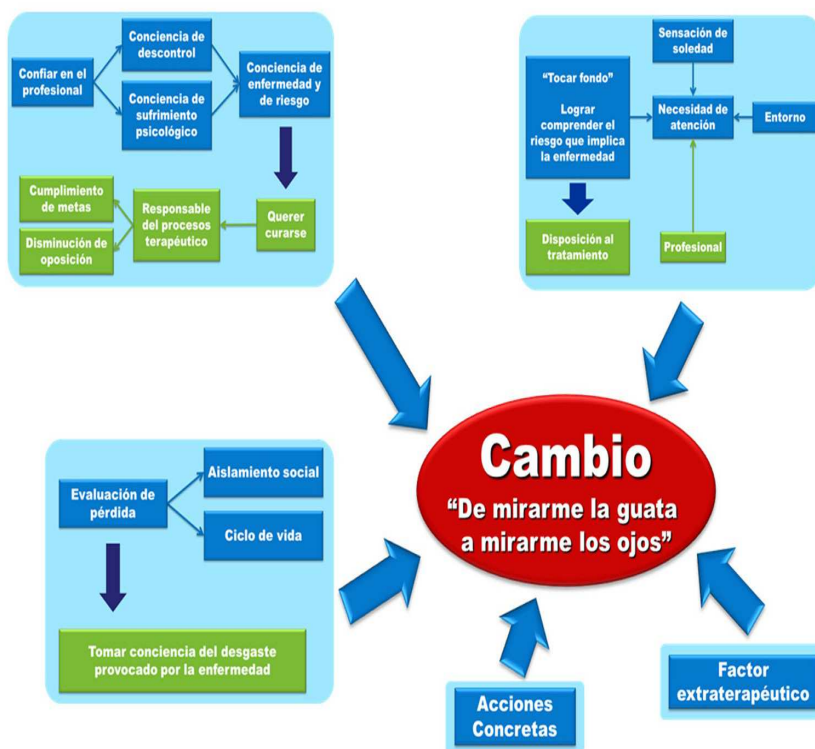 Confiar en el
profesional
Conciencia de
descontrol
Conciencia de
sufrimiento
psicológico
Conciencia de
enfermedad y
de riesgo
Querer
curarse
Responsable
del procesos
terapéutico
Cumplimiento
de metas
Disminución de
oposición
Sensación de
soledad
“Tocar fondo”
Lograr
comprender el
riesgo que implica
la enfermedad
Necesidad de
atención
Entorno
Disposición al
tratamiento
Profesional
Cambio
“De mirarme la guata
a mirarme los ojos”
Evaluación de
pérdida
Aislamiento social
Ciclo de vida
Tomar conciencia del desgaste
provocado por la enfermedad
Acciones
Concretas
Factor
extraterapéutico